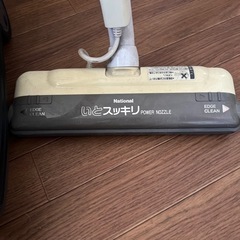 National
いとスッキリ POWER NOZZLE
EDGE CLEAN
EDGE CLEAN